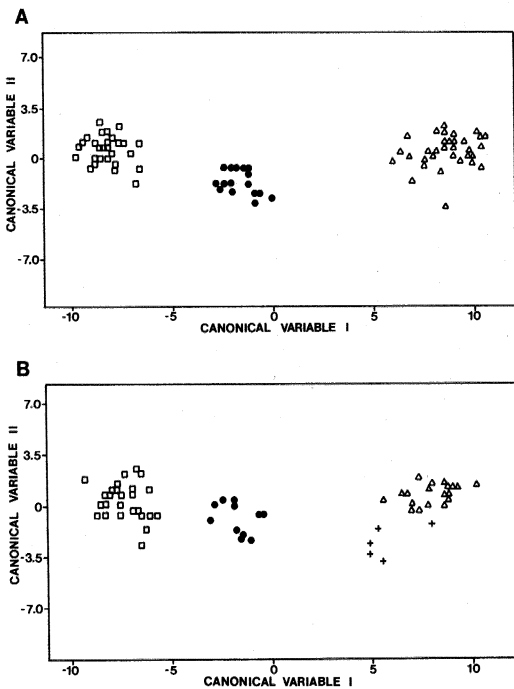 A
CANONICAL VARIABLE II
7.0
3.5
0
-3.5
-7.0
-10 -5 0 5 10
CANONICAL VARIABLE I
B
CANONICAL VARIABLE II
7.0
3.5
0
-3.5
-7.0
-10 -5 0 5 10
CANONICAL VARIABLE I